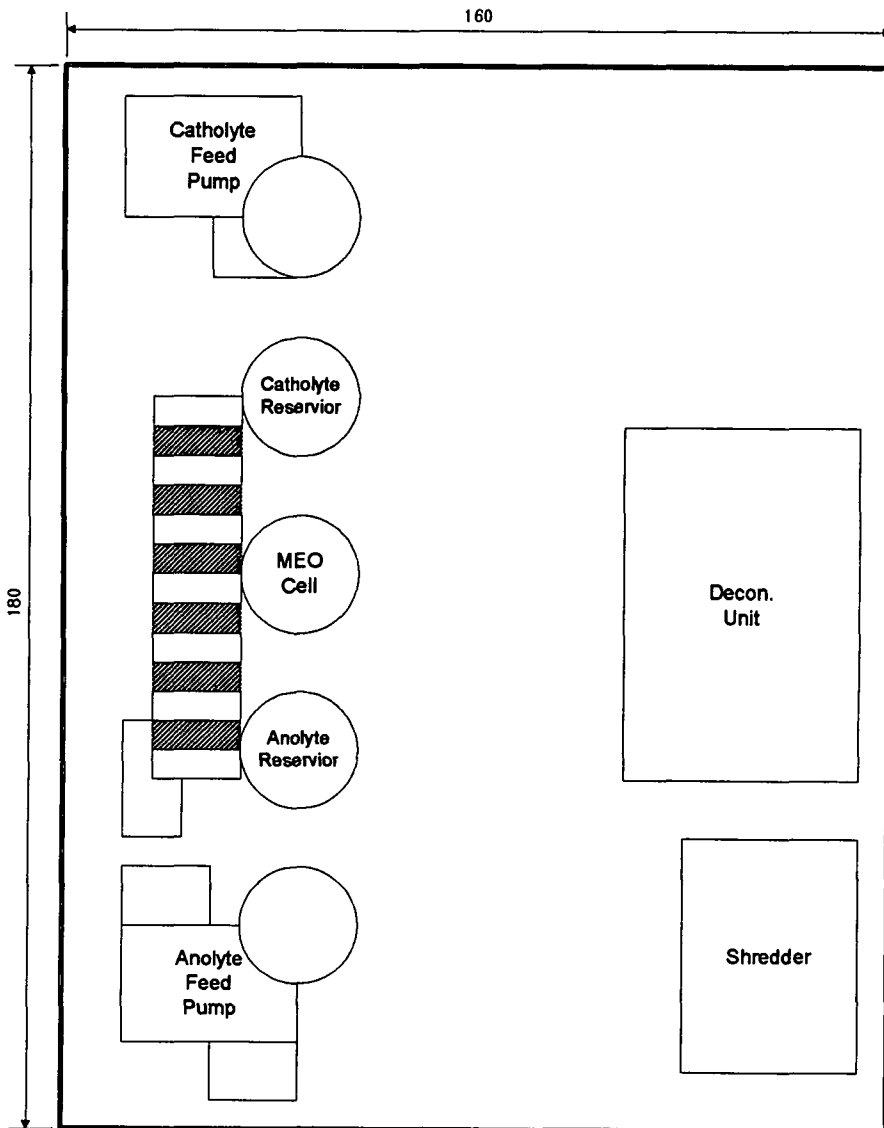 160
180
Catholyte
Feed
Pump
Catholyte
Reservior
MEO
Cell
Decon.
Unit
Anolyte
Reservior
Anolyte
Feed
Pump
Shredder